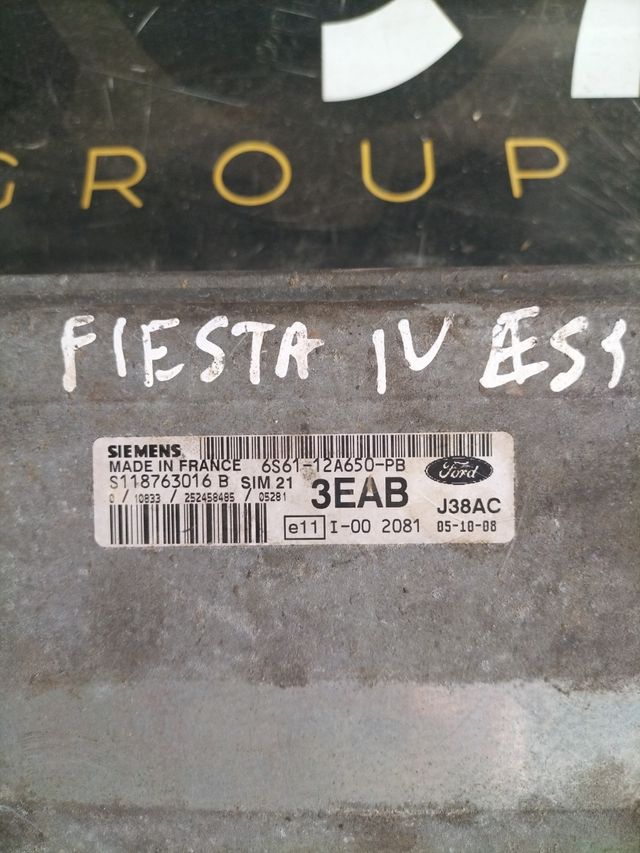 GROUP
FIESTA IV ES1
SIEMENS
MADE IN FRANCE 6S61-12A650-PB
S118763016 B SIM 21 3EAB Ford
0 / 10833 / 252458485 / 05281 J38AC
e11 I-00 2081 05-10-08